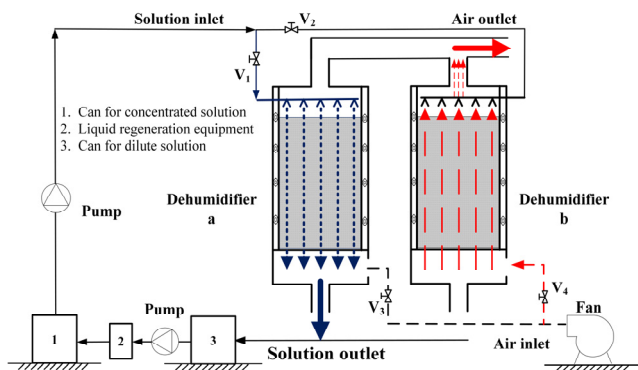 Solution inlet
V2
Air outlet
V1
1. Can for concentrated solution
2. Liquid regeneration equipment
3. Can for dilute solution
Pump
Dehumidifier
a
Dehumidifier
b
V3
V4
Pump
Fan
1
2
3
Solution outlet
Air inlet